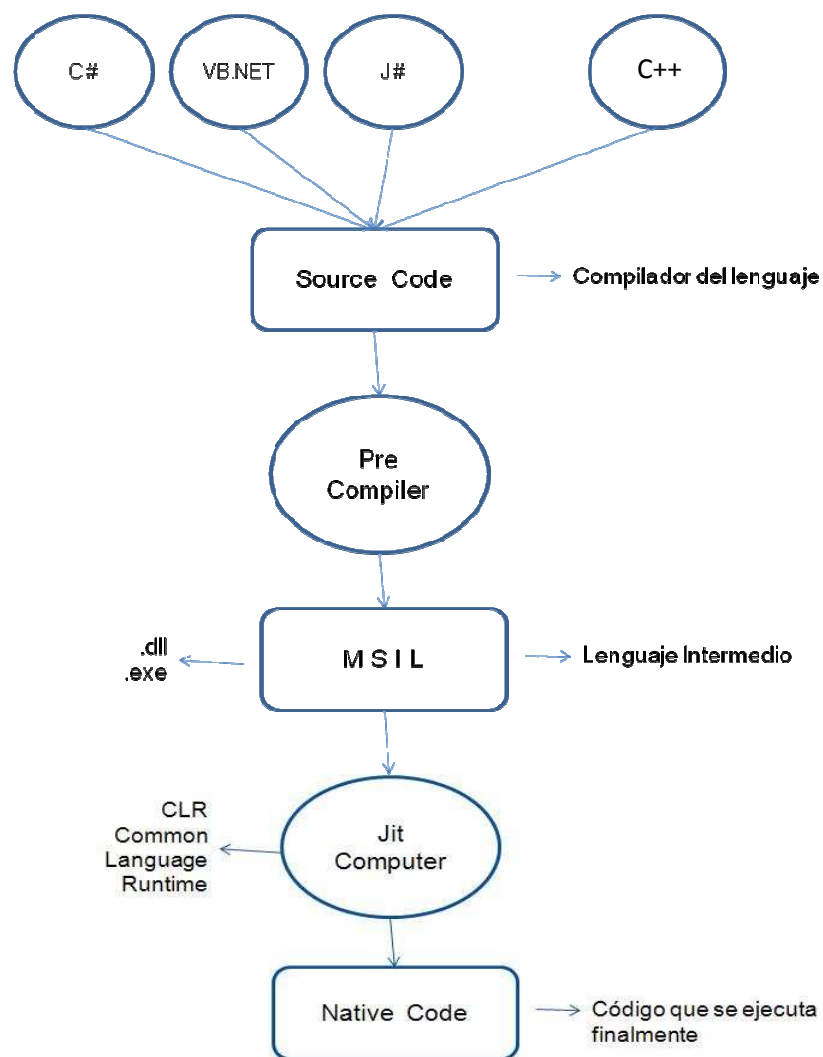 C#
VB.NET
J#
C++
Source Code
Compilador del lenguaje
Pre
Compiler
.dll
.exe
M S I L
Lenguaje Intermedio
CLR
Common
Language
Runtime
Jit
Computer
Native Code
Código que se ejecuta
finalmente